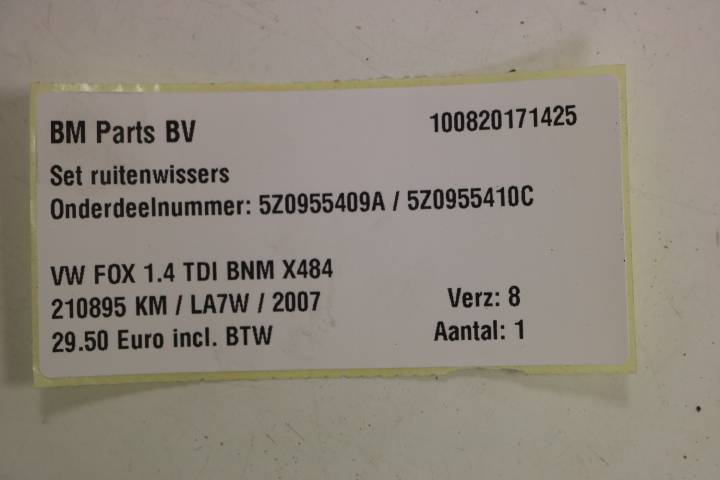 BM Parts BV 100820171425
Set ruitenwissers
Onderdeelnummer: 5Z0955409A / 5Z0955410C
VW FOX 1.4 TDI BNM X484
210895 KM / LA7W / 2007 Verz: 8
29.50 Euro incl. BTW Aantal: 1